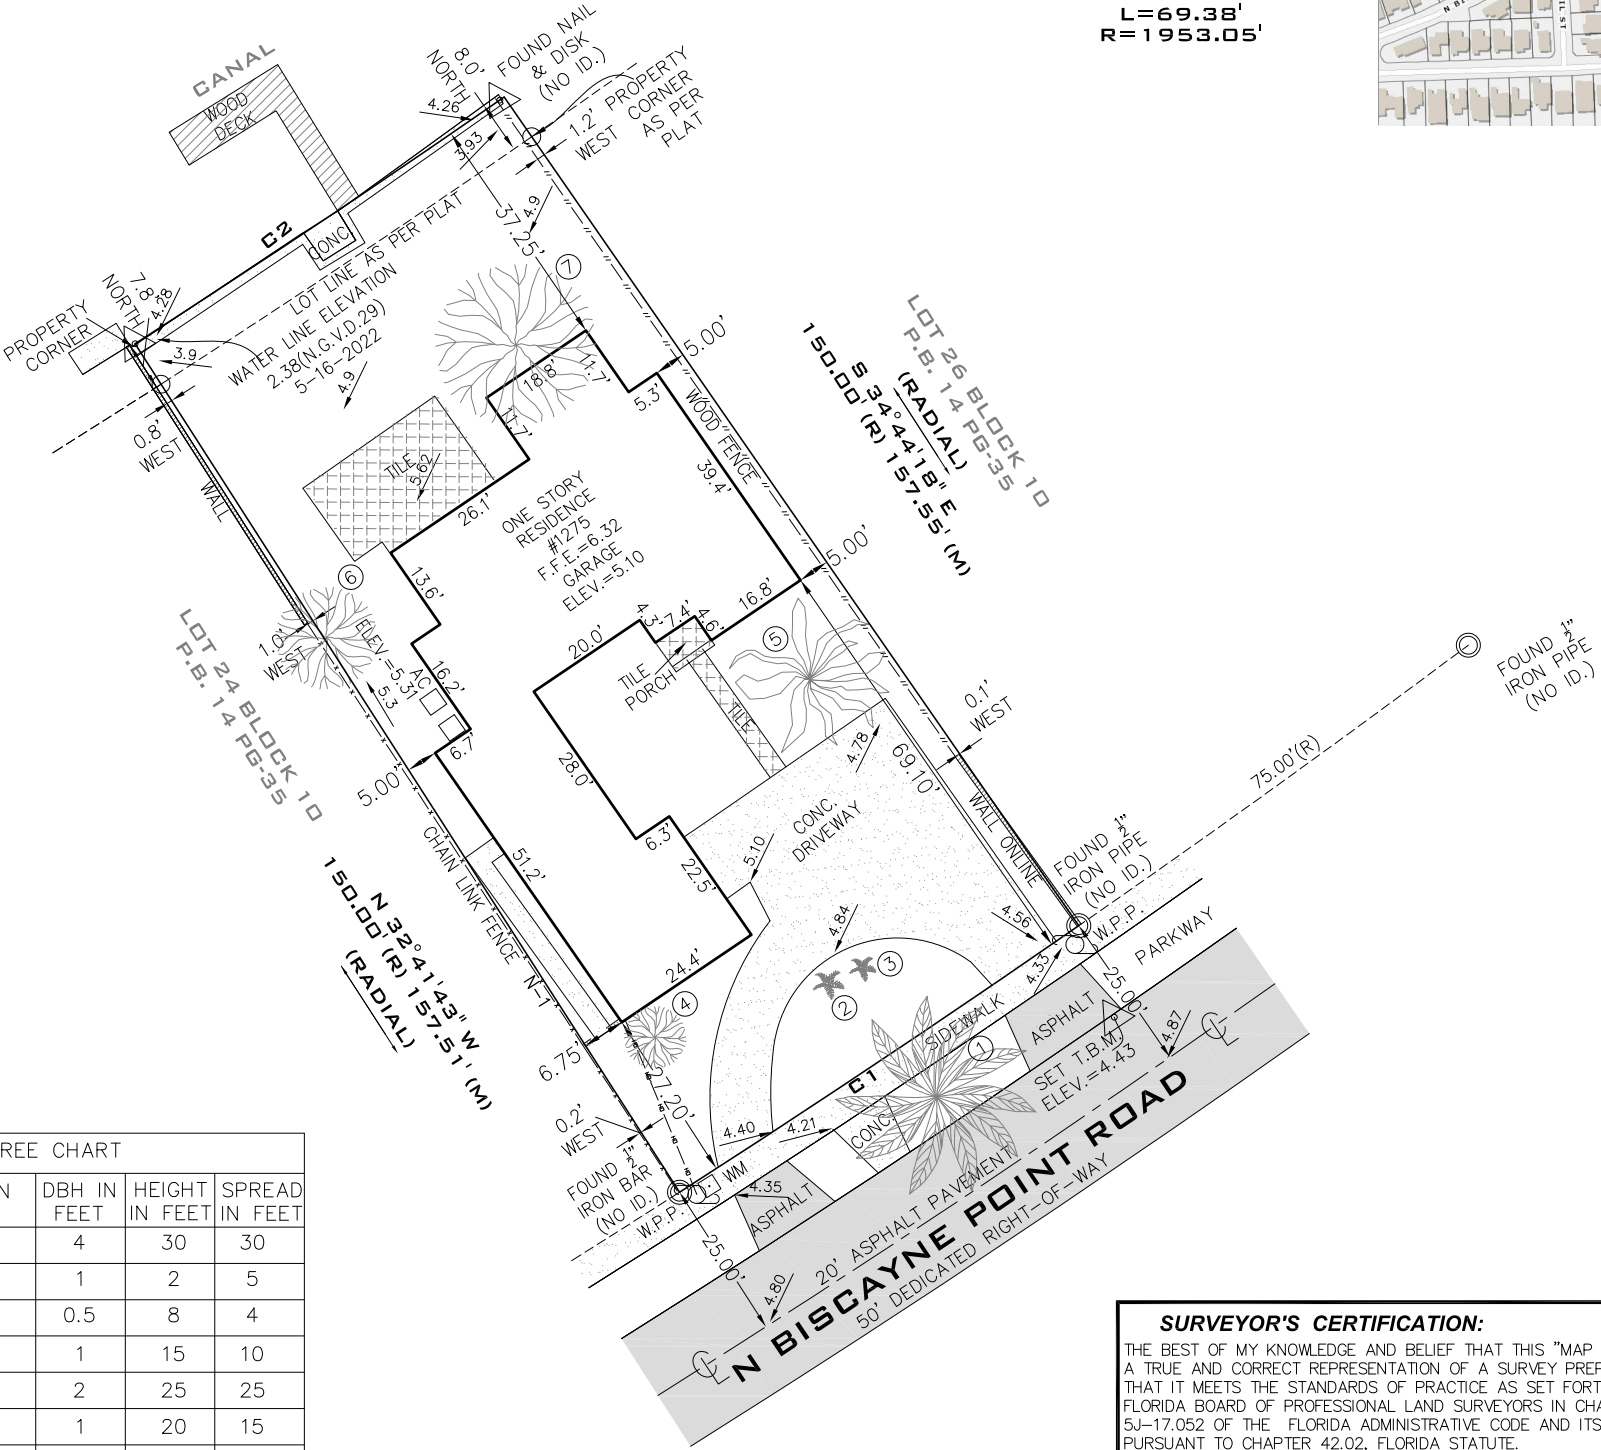 L=69.38'
R=1953.05'
N BI
IL ST
CANAL
WOOD
DECK
8.0'
NORTH
FOUND NAIL
& DISK
(NO ID.)
4.26
3.93
1.2'
WEST
PROPERTY
CORNER
AS PER
PLAT
C2
CONC.
LOT LINE AS PER PLAT
37.25'
4.9
7.8'
NORTH
4.28
PROPERTY
CORNER
3.9
WATER LINE ELEVATION
2.38(N.G.V.D.29)
5-16-2022
4.9
7
0.8'
WEST
WALL
TILE
5.62
18.8'
11.7'
11.7'
5.3'
5.00'
WOOD FENCE
39.4'
26.1'
ONE STORY
RESIDENCE
#1275
F.F.E.=6.32
GARAGE
ELEV.=5.10
LOT 26 BLOCK 10
P.B. 14 PG-35
(RADIAL)
S 34°44'18" E
150.00' (R) 157.55' (M)
5.00'
6
13.6'
1.0'
WEST
ELEV.=5.31
5.3
AC
16.2'
6.7'
5.00'
LOT 24 BLOCK 10
P.B. 14 PG-35
20.0'
4.3'
7.4'
4.6'
16.8'
TILE
PORCH
TILE
5
28.0'
6.3'
22.5'
4.78
69.10'
0.1'
WEST
WALL ONLINE
CONC.
DRIVEWAY
5.10
4.84
4.56
4.33
FOUND 1/2"
IRON PIPE
(NO ID.)
75.00'(R)
FOUND 1/2"
IRON PIPE
(NO ID.)
W.P.P.
PARKWAY
CHAIN LINK FENCE
N-1
51.2'
24.4'
N 32°41'43" W
150.00' (R) 157.51' (M)
(RADIAL)
6.75'
4
27.20'
0.2'
WEST
FOUND 1/2"
IRON BAR
(NO ID.)
W.P.P.
WM
2
3
1
C1
SIDEWALK
4.40
4.21
4.35
CONC.
ASPHALT
ASPHALT
SET T.B.M.
ELEV.=4.43
25.00'
4.87
25.00'
4.80
20' ASPHALT PAVEMENT
N BISCAYNE POINT ROAD
50' DEDICATED RIGHT-OF-WAY
REE CHART
N DBH IN FEET HEIGHT IN FEET SPREAD IN FEET
4 30 30
1 2 5
0.5 8 4
1 15 10
2 25 25
1 20 15
SURVEYOR'S CERTIFICATION:
THE BEST OF MY KNOWLEDGE AND BELIEF THAT THIS "MAP
A TRUE AND CORRECT REPRESENTATION OF A SURVEY PREP
THAT IT MEETS THE STANDARDS OF PRACTICE AS SET FORT
FLORIDA BOARD OF PROFESSIONAL LAND SURVEYORS IN CHA
5J-17.052 OF THE FLORIDA ADMINISTRATIVE CODE AND ITS
PURSUANT TO CHAPTER 42.02, FLORIDA STATUTE.